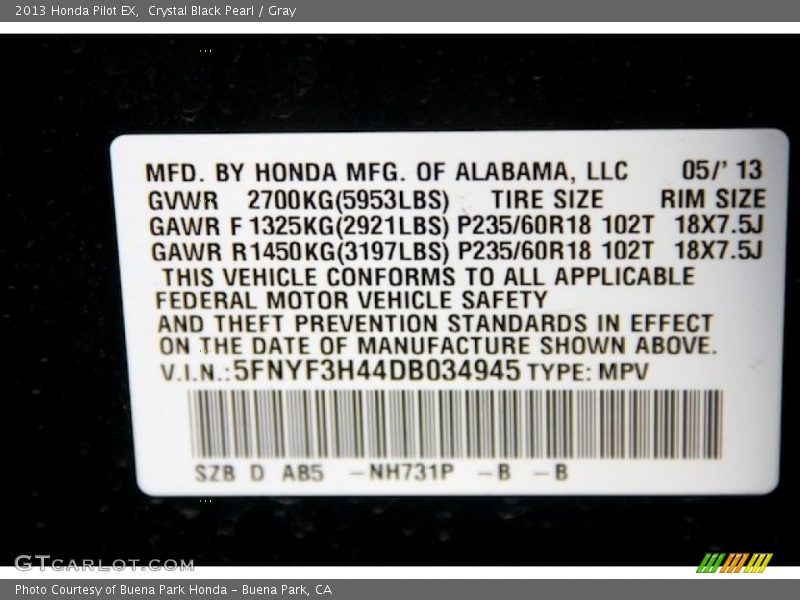 2013 Honda Pilot EX, Crystal Black Pearl / Gray
MFD. BY HONDA MFG. OF ALABAMA, LLC 05/' 13
GVWR 2700KG(5953LBS) TIRE SIZE RIM SIZE
GAWR F 1325KG(2921LBS) P235/60R18 102T 18X7.5J
GAWR R1450KG(3197LBS) P235/60R18 102T 18X7.5J
THIS VEHICLE CONFORMS TO ALL APPLICABLE
FEDERAL MOTOR VEHICLE SAFETY
AND THEFT PREVENTION STANDARDS IN EFFECT
ON THE DATE OF MANUFACTURE SHOWN ABOVE.
V.I.N.:5FNYF3H44DB034945 TYPE: MPV
SZB D AB5 -NH731P -B -B
GTCARLOT.COM
Photo Courtesy of Buena Park Honda - Buena Park, CA